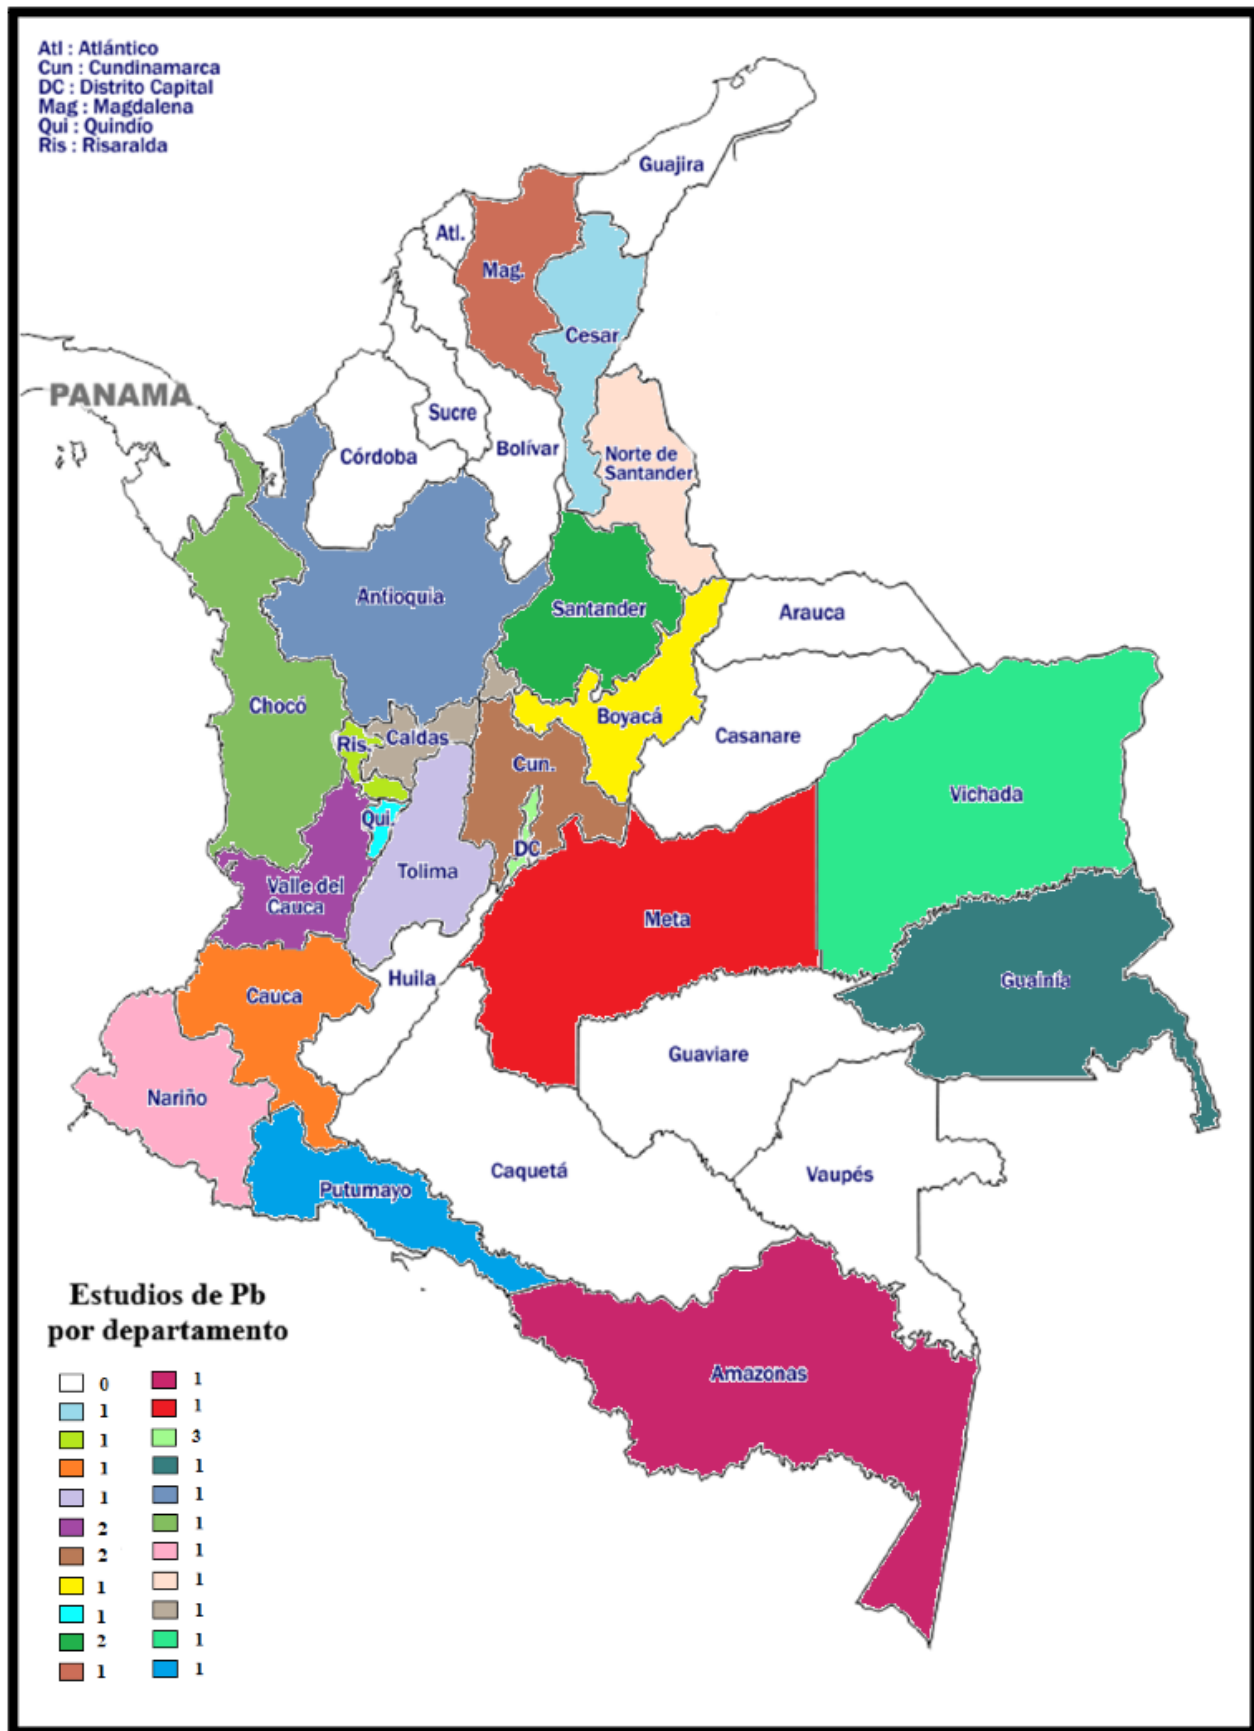 Atl : Atlántico
Cun : Cundinamarca
DC : Distrito Capital
Mag : Magdalena
Qui : Quindío
Ris : Risaralda
Guajira
Atl.
Mag.
Cesar
PANAMA
Sucre
Córdoba
Bolívar
Norte de
Santander
Antioquia
Santander
Arauca
Chocó
Boyacá
Casanare
Ris.
Caldas
Cun.
Vichada
Qui.
DC
Tolima
Valle del
Cauca
Meta
Huila
Cauca
Guainía
Guaviare
Nariño
Caquetá
Vaupés
Putumayo
Amazonas
Estudios de Pb
por departamento
0 1
1 1
1 3
1 1
1 1
2 1
2 1
1 1
1 1
2 1
1 1